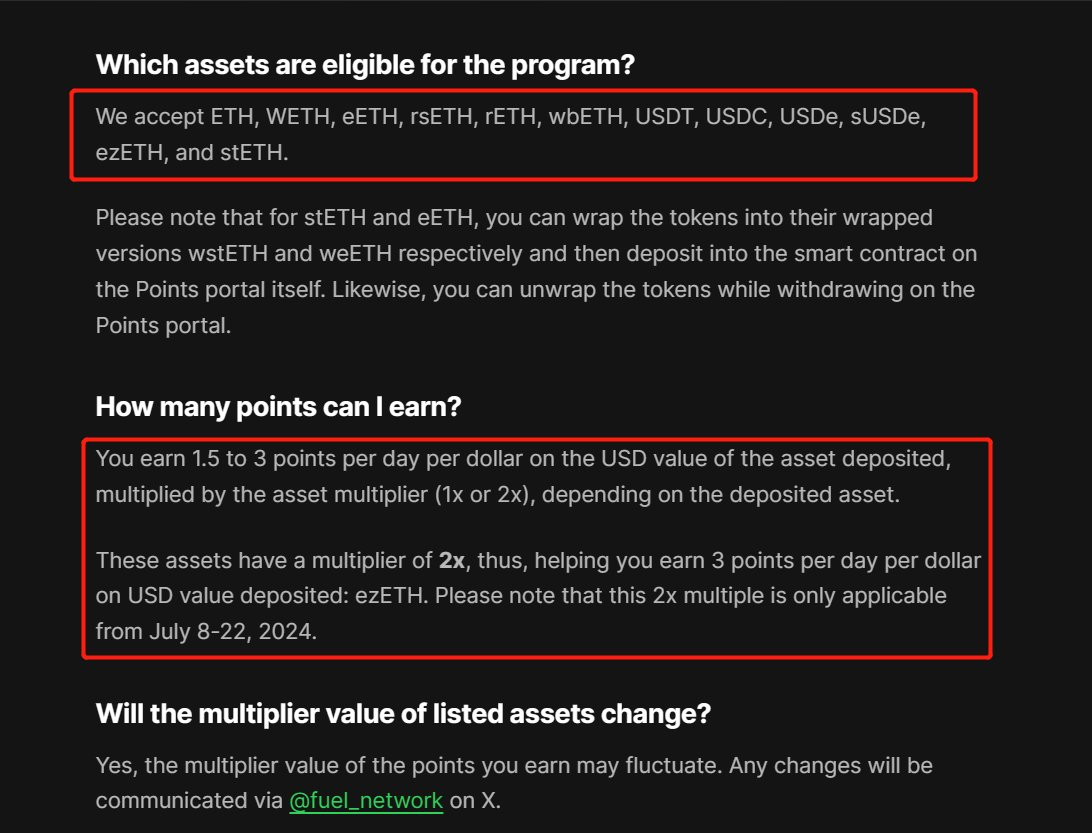 Which assets are eligible for the program?
We accept ETH, WETH, eETH, rsETH, rETH, wbETH, USDT, USDC, USDe, sUSDe,
ezETH, and stETH.
Please note that for stETH and eETH, you can wrap the tokens into their wrapped
versions wstETH and weETH respectively and then deposit into the smart contract on
the Points portal itself. Likewise, you can unwrap the tokens while withdrawing on the
Points portal.
How many points can I earn?
You earn 1.5 to 3 points per day per dollar on the USD value of the asset deposited,
multiplied by the asset multiplier (1x or 2x), depending on the deposited asset.
These assets have a multiplier of 2x, thus, helping you earn 3 points per day per dollar
on USD value deposited: ezETH. Please note that this 2x multiple is only applicable
from July 8-22, 2024.
Will the multiplier value of listed assets change?
Yes, the multiplier value of the points you earn may fluctuate. Any changes will be
communicated via @fuel_network on X.